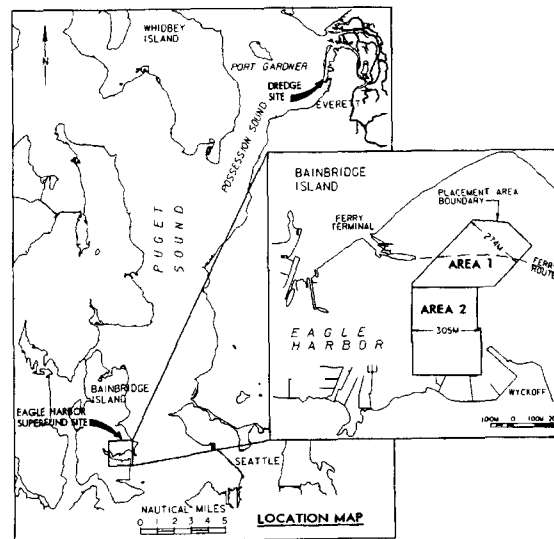 WHIDBEY
ISLAND
N
PORT GARDNER
DREDGE
SITE
EVERETT
POSSESSION SOUND
PUGET
SOUND
BAINBRIDGE
ISLAND
EAGLE HARBOR
SUPERFUND SITE
SEATTLE
NAUTICAL MILES
0 1 2 3 4 5
LOCATION MAP
BAINBRIDGE
ISLAND
PLACEMENT AREA
BOUNDARY
FERRY
TERMINAL
274M
AREA 1
FERRY
ROUTE
AREA 2
305M
EAGLE
HARBOR
WYCKOFF
100M 0 100M